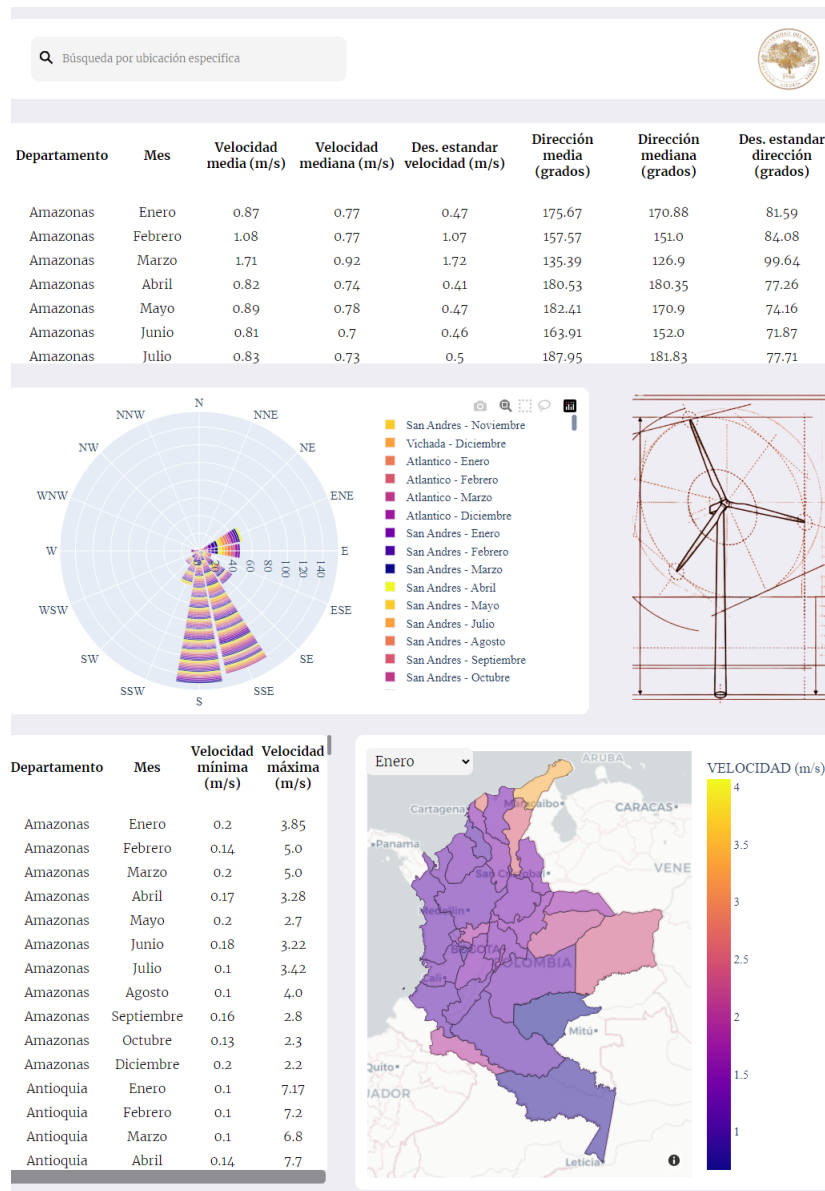 Búsqueda por ubicación especifica
Departamento Mes Velocidad media (m/s) Velocidad mediana (m/s) Des. estandar velocidad (m/s) Dirección media (grados) Dirección mediana (grados) Des. estandar dirección (grados)
Amazonas Enero 0.87 0.77 0.47 175.67 170.88 81.59
Amazonas Febrero 1.08 0.77 1.07 157.57 151.0 84.08
Amazonas Marzo 1.71 0.92 1.72 135.39 126.9 99.64
Amazonas Abril 0.82 0.74 0.41 180.53 180.35 77.26
Amazonas Mayo 0.89 0.78 0.47 182.41 170.9 74.16
Amazonas Junio 0.81 0.7 0.46 163.91 152.0 71.87
Amazonas Julio 0.83 0.73 0.5 187.95 181.83 77.71
N
NNE
NE
ENE
E
ESE
SE
SSE
S
SSW
SW
WSW
W
WNW
NW
NNW
40 60 80 100 120 140
San Andres - Noviembre
Vichada - Diciembre
Atlantico - Enero
Atlantico - Febrero
Atlantico - Marzo
Atlantico - Diciembre
San Andres - Enero
San Andres - Febrero
San Andres - Marzo
San Andres - Abril
San Andres - Mayo
San Andres - Julio
San Andres - Agosto
San Andres - Septiembre
San Andres - Octubre
Departamento Mes Velocidad mínima (m/s) Velocidad máxima (m/s)
Amazonas Enero 0.2 3.85
Amazonas Febrero 0.14 5.0
Amazonas Marzo 0.2 5.0
Amazonas Abril 0.17 3.28
Amazonas Mayo 0.2 2.7
Amazonas Junio 0.18 3.22
Amazonas Julio 0.1 3.42
Amazonas Agosto 0.1 4.0
Amazonas Septiembre 0.16 2.8
Amazonas Octubre 0.13 2.3
Amazonas Diciembre 0.2 2.2
Antioquia Enero 0.1 7.17
Antioquia Febrero 0.1 7.2
Antioquia Marzo 0.1 6.8
Antioquia Abril 0.14 7.7
Enero
ARUBA
Cartagena
Maracaibo
CARACAS
Panama
San Cristobal
VENE
Medellin
BOGOTA
COLOMBIA
Cali
Mitú
Quito
ADOR
Leticia
VELOCIDAD (m/s)
4
3.5
3
2.5
2
1.5
1